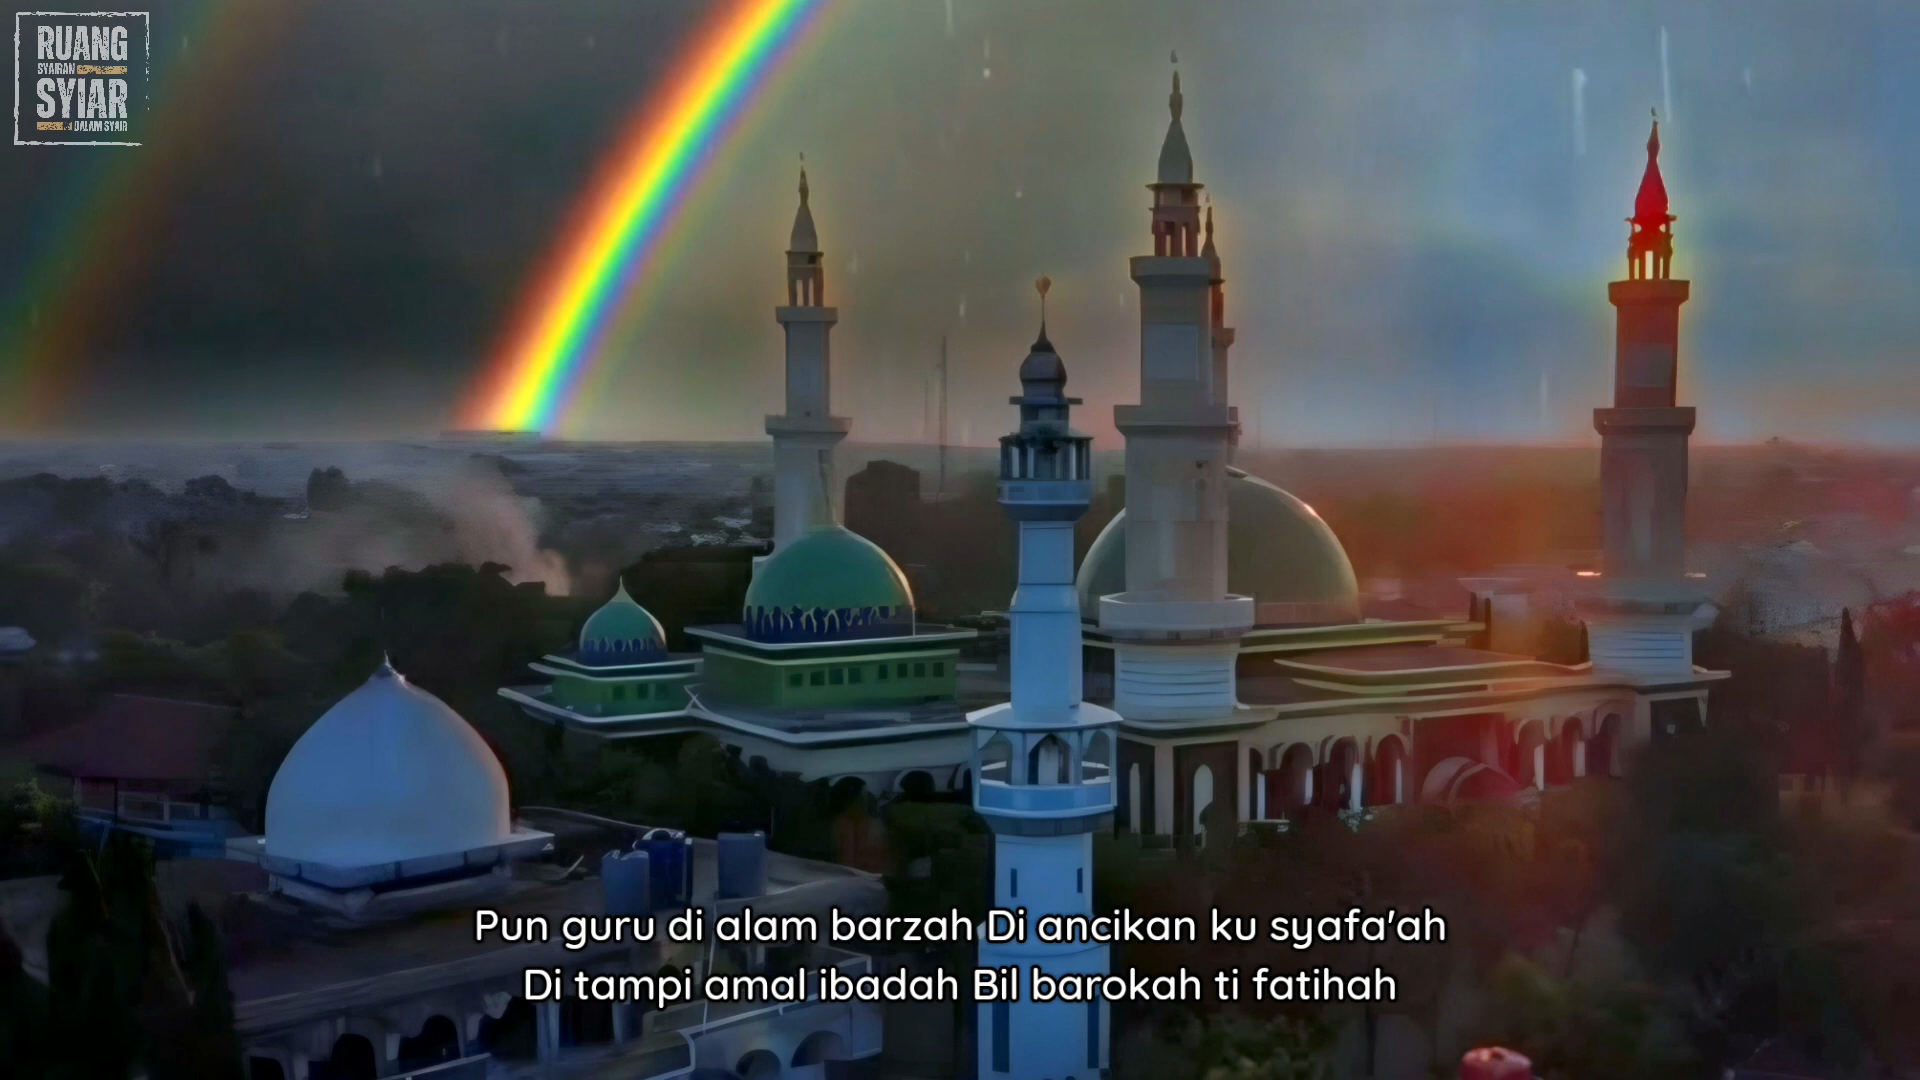 RUANG
SYAIRAN
SYIAR
DALAM SYAIR
Pun guru di alam barzah Di ancikan ku syafa'ah
Di tampi amal ibadah Bil barokah ti fatihah